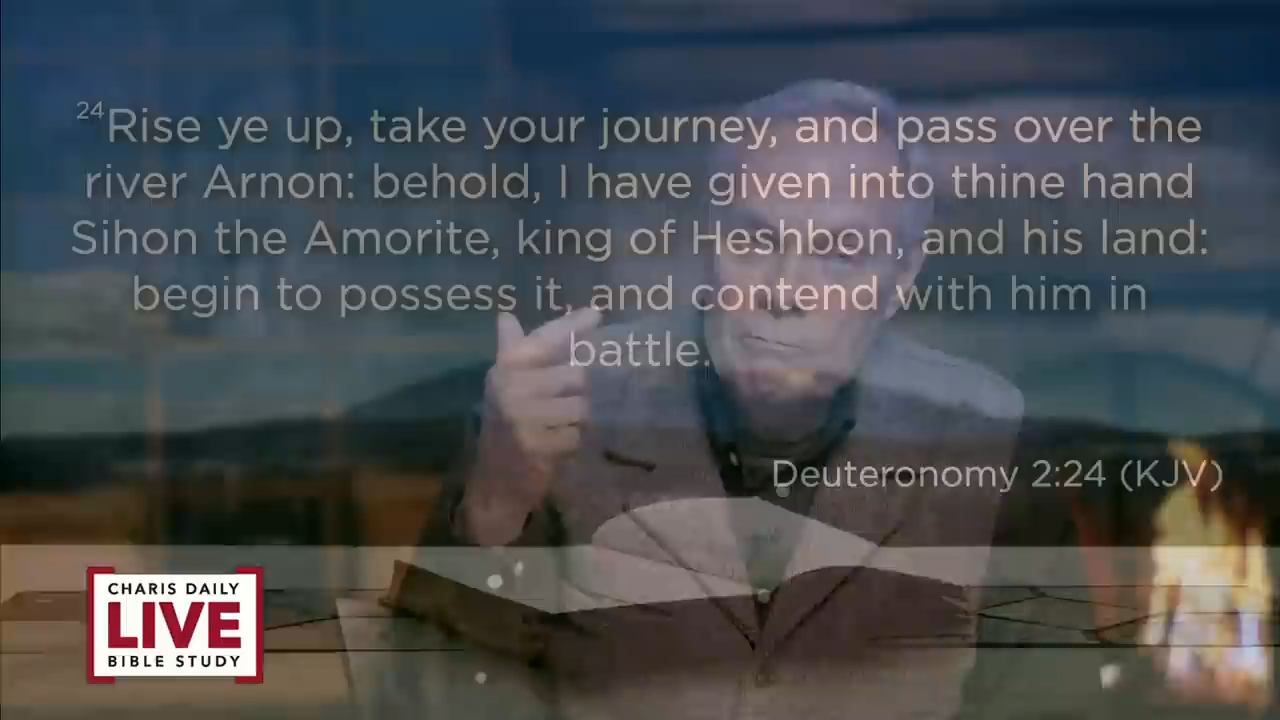 24Rise ye up, take your journey, and pass over the
river Arnon: behold, I have given into thine hand
Sihon the Amorite, king of Heshbon, and his land:
begin to possess it, and contend with him in
battle.
Deuteronomy 2:24 (KJV)
CHARIS DAILY
LIVE
BIBLE STUDY